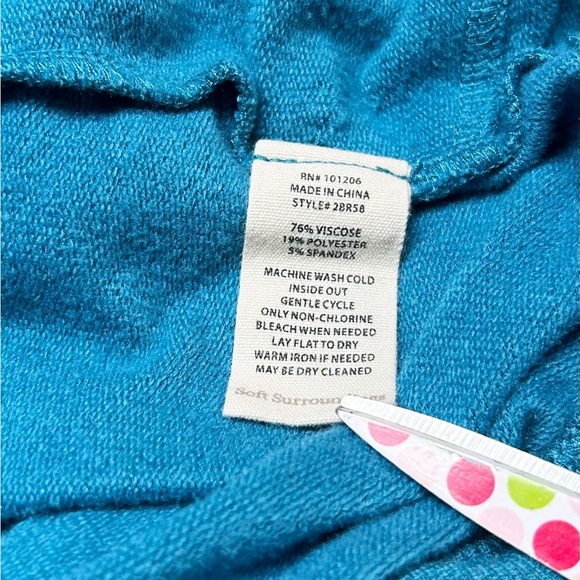 RN# 101206
MADE IN CHINA
STYLE# 2BR58
76% VISCOSE
19% POLYESTER
5% SPANDEX
MACHINE WASH COLD
INSIDE OUT
GENTLE CYCLE
ONLY NON-CHLORINE
BLEACH WHEN NEEDED
LAY FLAT TO DRY
WARM IRON IF NEEDED
MAY BE DRY CLEANED
Soft